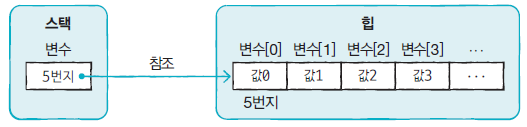 스택
힙
변수
변수[0] 변수[1] 변수[2] 변수[3] ...
참조
5번지
값0 값1 값2 값3 ...
5번지